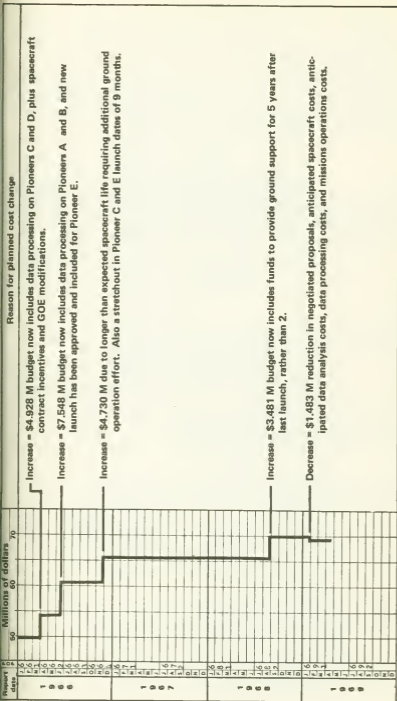 Report date
Millions of dollars
Reason for planned cost change
50
60
70
Increase = $4.928 M budget now includes data processing on Pioneers C and D, plus spacecraft
contract incentives and GOE modifications.
Increase = $7.548 M budget now includes data processing on Pioneers A and B, and new
launch has been approved and included for Pioneer E.
Increase = $4.730 M due to longer than expected spacecraft life requiring additional ground
operation effort. Also a stretchout in Pioneer C and E launch dates of 9 months.
Increase = $3.481 M budget now includes funds to provide ground support for 5 years after
last launch, rather than 2.
Decrease = $1.483 M reduction in negotiated proposals, anticipated spacecraft costs, antic-
ipated data analysis costs, data processing costs, and missions operations costs.
1966
1967
1968
1969